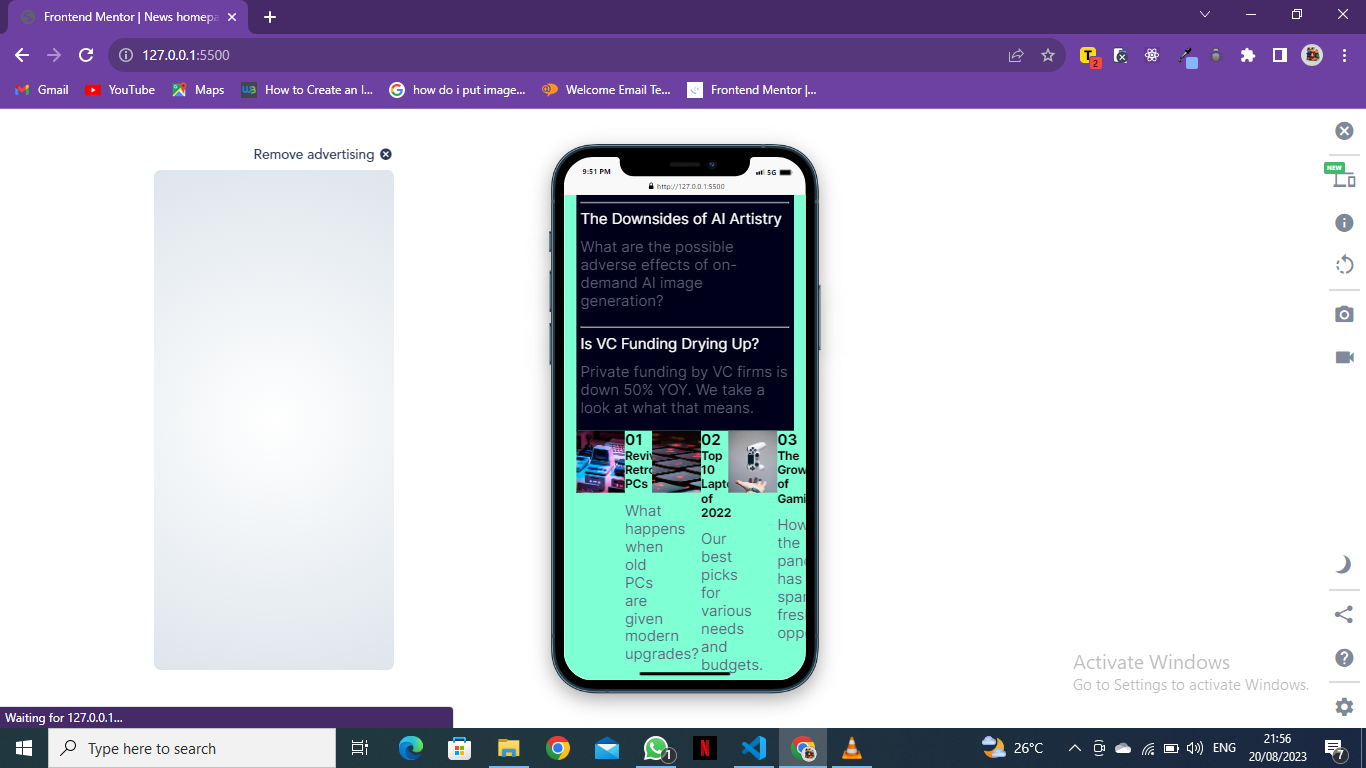 Frontend Mentor | News homepa
127.0.0.1:5500
T
2
Gmail
YouTube
Maps
How to Create an I...
how do i put image...
Welcome Email Te...
Frontend Mentor |...
Remove advertising
NEW
9:51 PM
5G
http://127.0.0.1:5500
The Downsides of AI Artistry
What are the possible
adverse effects of on-
demand AI image
generation?
Is VC Funding Drying Up?
Private funding by VC firms is
down 50% YOY. We take a
look at what that means.
01
Reviv
Retro
PCs
What
happens
when
old
PCs
are
given
modern
upgrades?
02
Top
10
Lapto
of
2022
Our
best
picks
for
various
needs
and
budgets.
03
The
Grow
of
Gami
How
the
pand
has
spar
fres
oppo
Activate Windows
Go to Settings to activate Windows.
Waiting for 127.0.0.1...
Type here to search
1
N
26°C
ENG
21:56
20/08/2023
7